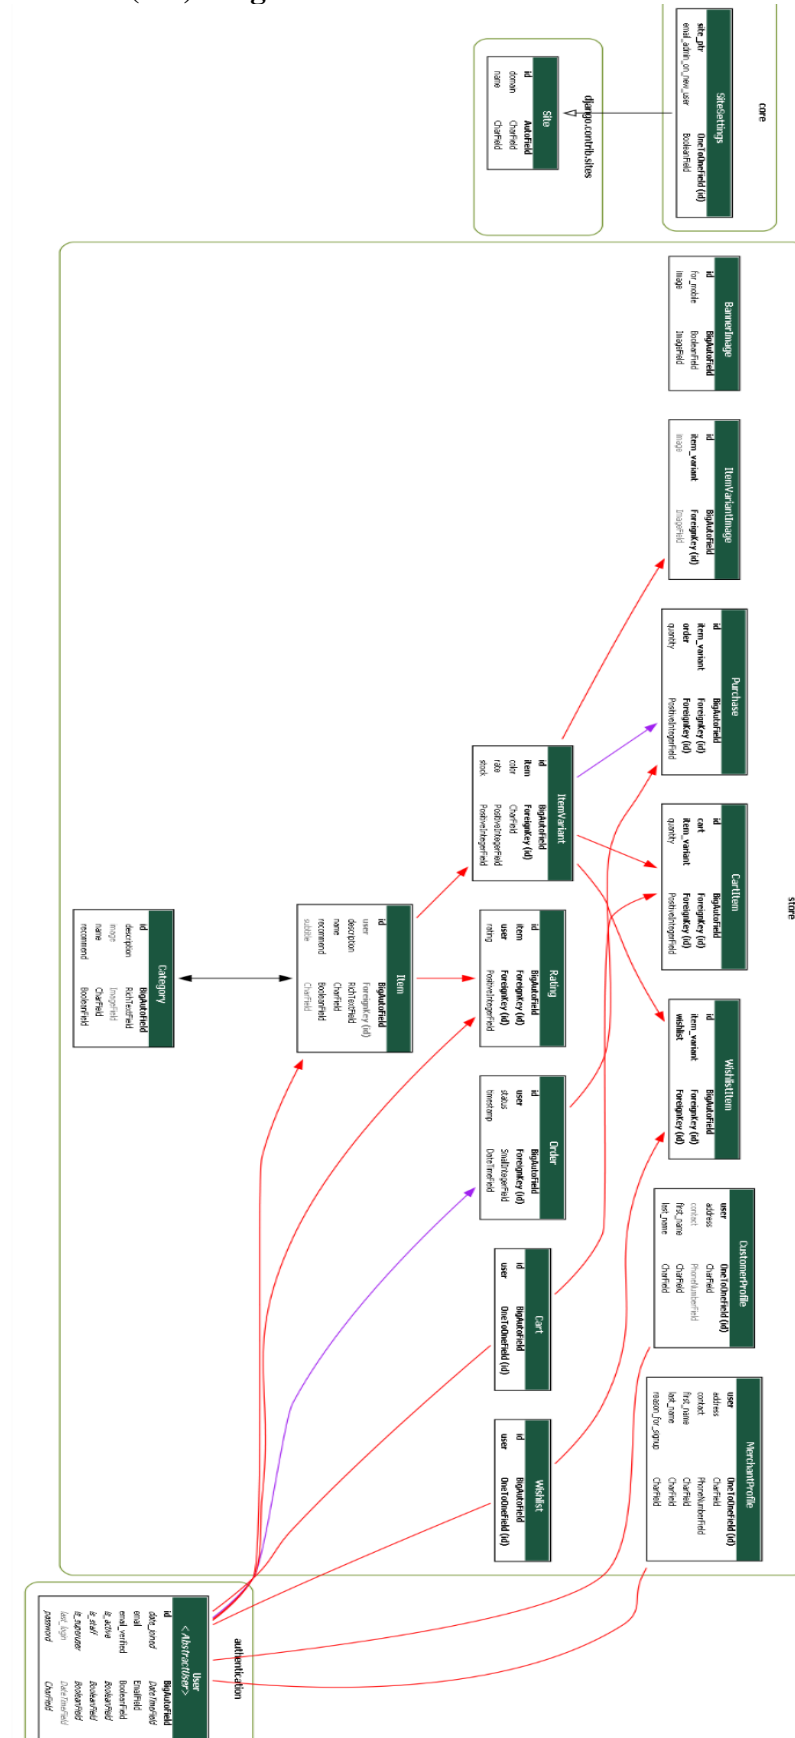 core
SiteSettings
site_ptr OneToOneField (id)
email_admin_on_new_user BooleanField
django.contrib.sites
Site
id AutoField
domain CharField
name CharField
store
BannerImage
id BigAutoField
for_mobile BooleanField
image ImageField
ItemVariantImage
id BigAutoField
item_variant ForeignKey (id)
image ImageField
Purchase
id BigAutoField
item_variant ForeignKey (id)
order ForeignKey (id)
quantity PositiveIntegerField
CartItem
id BigAutoField
cart ForeignKey (id)
item_variant ForeignKey (id)
quantity PositiveIntegerField
WishlistItem
id BigAutoField
item_variant ForeignKey (id)
wishlist ForeignKey (id)
CustomerProfile
user OneToOneField (id)
address CharField
contact PhoneNumberField
first_name CharField
last_name CharField
MerchantProfile
user OneToOneField (id)
address CharField
contact PhoneNumberField
first_name CharField
last_name CharField
reason_for_signup CharField
ItemVariant
id BigAutoField
item ForeignKey (id)
color CharField
rate PositiveIntegerField
stock PositiveIntegerField
Rating
id BigAutoField
item ForeignKey (id)
user ForeignKey (id)
rating PositiveIntegerField
Order
id BigAutoField
user ForeignKey (id)
status SmallIntegerField
timestamp DateTimeField
Cart
id BigAutoField
user OneToOneField (id)
Wishlist
id BigAutoField
user OneToOneField (id)
Item
id BigAutoField
user ForeignKey (id)
description RichTextField
name CharField
recommend BooleanField
subtitle CharField
Category
id BigAutoField
description RichTextField
image ImageField
name CharField
recommend BooleanField
authentication
User
<AbstractUser>
id BigAutoField
date_joined DateTimeField
email EmailField
email_verified BooleanField
is_active BooleanField
is_staff BooleanField
is_superuser BooleanField
last_login DateTimeField
password CharField